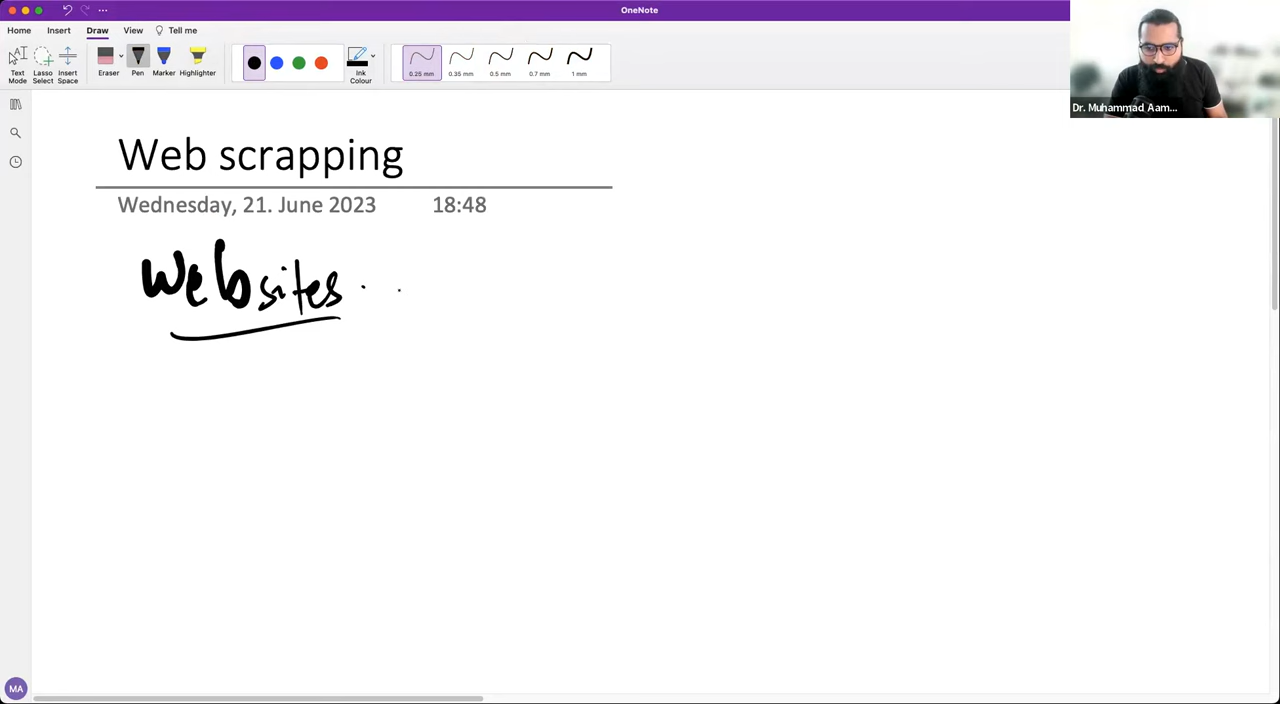 OneNote
Home Insert Draw View Tell me
Text Mode Lasso Select Insert Space Eraser Pen Marker Highlighter Ink Colour 0.25 mm 0.35 mm 0.5 mm 0.7 mm 1 mm
Dr. Muhammad Aam...
Web scrapping
Wednesday, 21. June 2023 18:48
Websites
MA